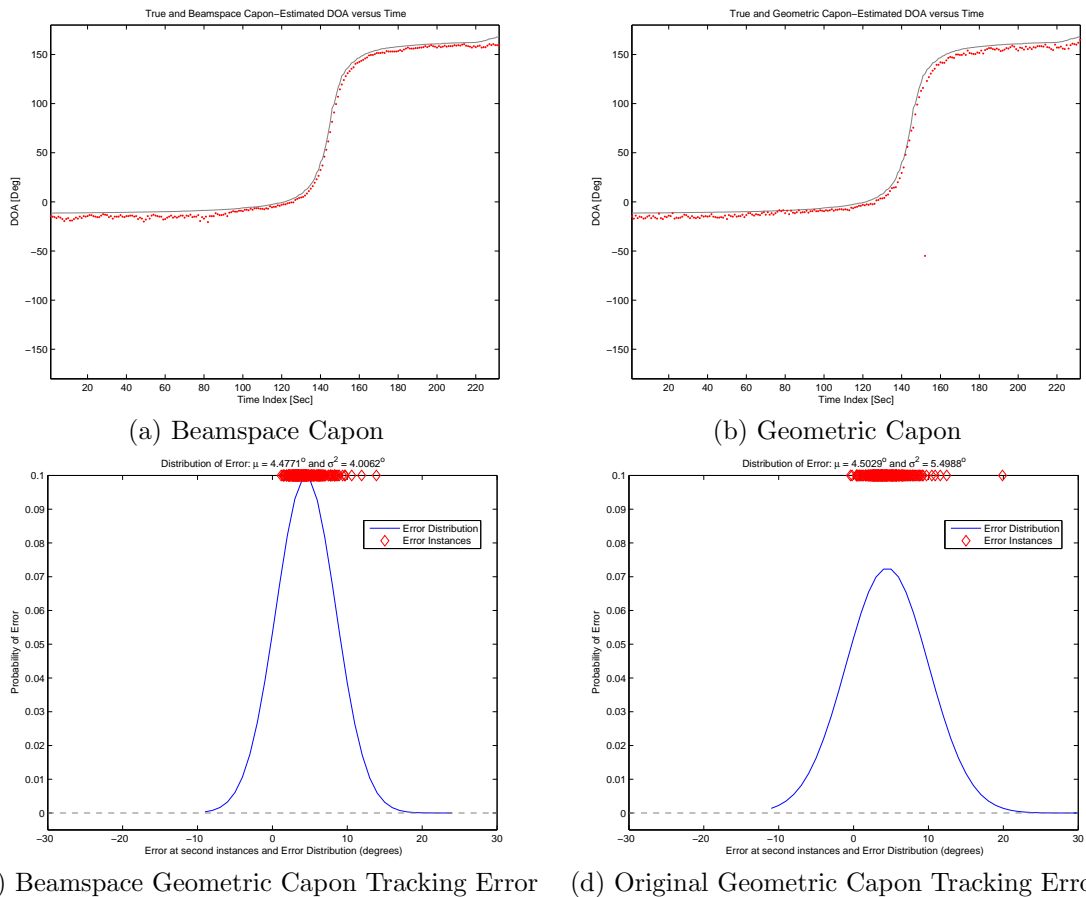 True and Beamspace Capon−Estimated DOA versus Time
150
100
50
0
−50
−100
−150
DOA [Deg]
20 40 60 80 100 120 140 160 180 200 220
Time Index [Sec]
(a) Beamspace Capon
True and Geometric Capon−Estimated DOA versus Time
150
100
50
0
−50
−100
−150
DOA [Deg]
20 40 60 80 100 120 140 160 180 200 220
Time Index [Sec]
(b) Geometric Capon
Distribution of Error: μ = 4.4771° and σ² = 4.0062°
0.1
0.09
0.08
0.07
0.06
0.05
0.04
0.03
0.02
0.01
0
Probability of Error
Error Distribution
Error Instances
−30 −20 −10 0 10 20 30
Error at second instances and Error Distribution (degrees)
) Beamspace Geometric Capon Tracking Error
Distribution of Error: μ = 4.5029° and σ² = 5.4988°
0.1
0.09
0.08
0.07
0.06
0.05
0.04
0.03
0.02
0.01
0
Probability of Error
Error Distribution
Error Instances
−30 −20 −10 0 10 20 30
Error at second instances and Error Distribution (degrees)
(d) Original Geometric Capon Tracking Erro